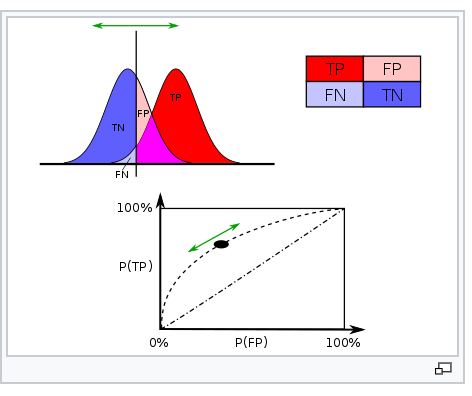 TP FP
FN TN
TN FP TP
FN
100%
P(TP)
0% P(FP) 100%